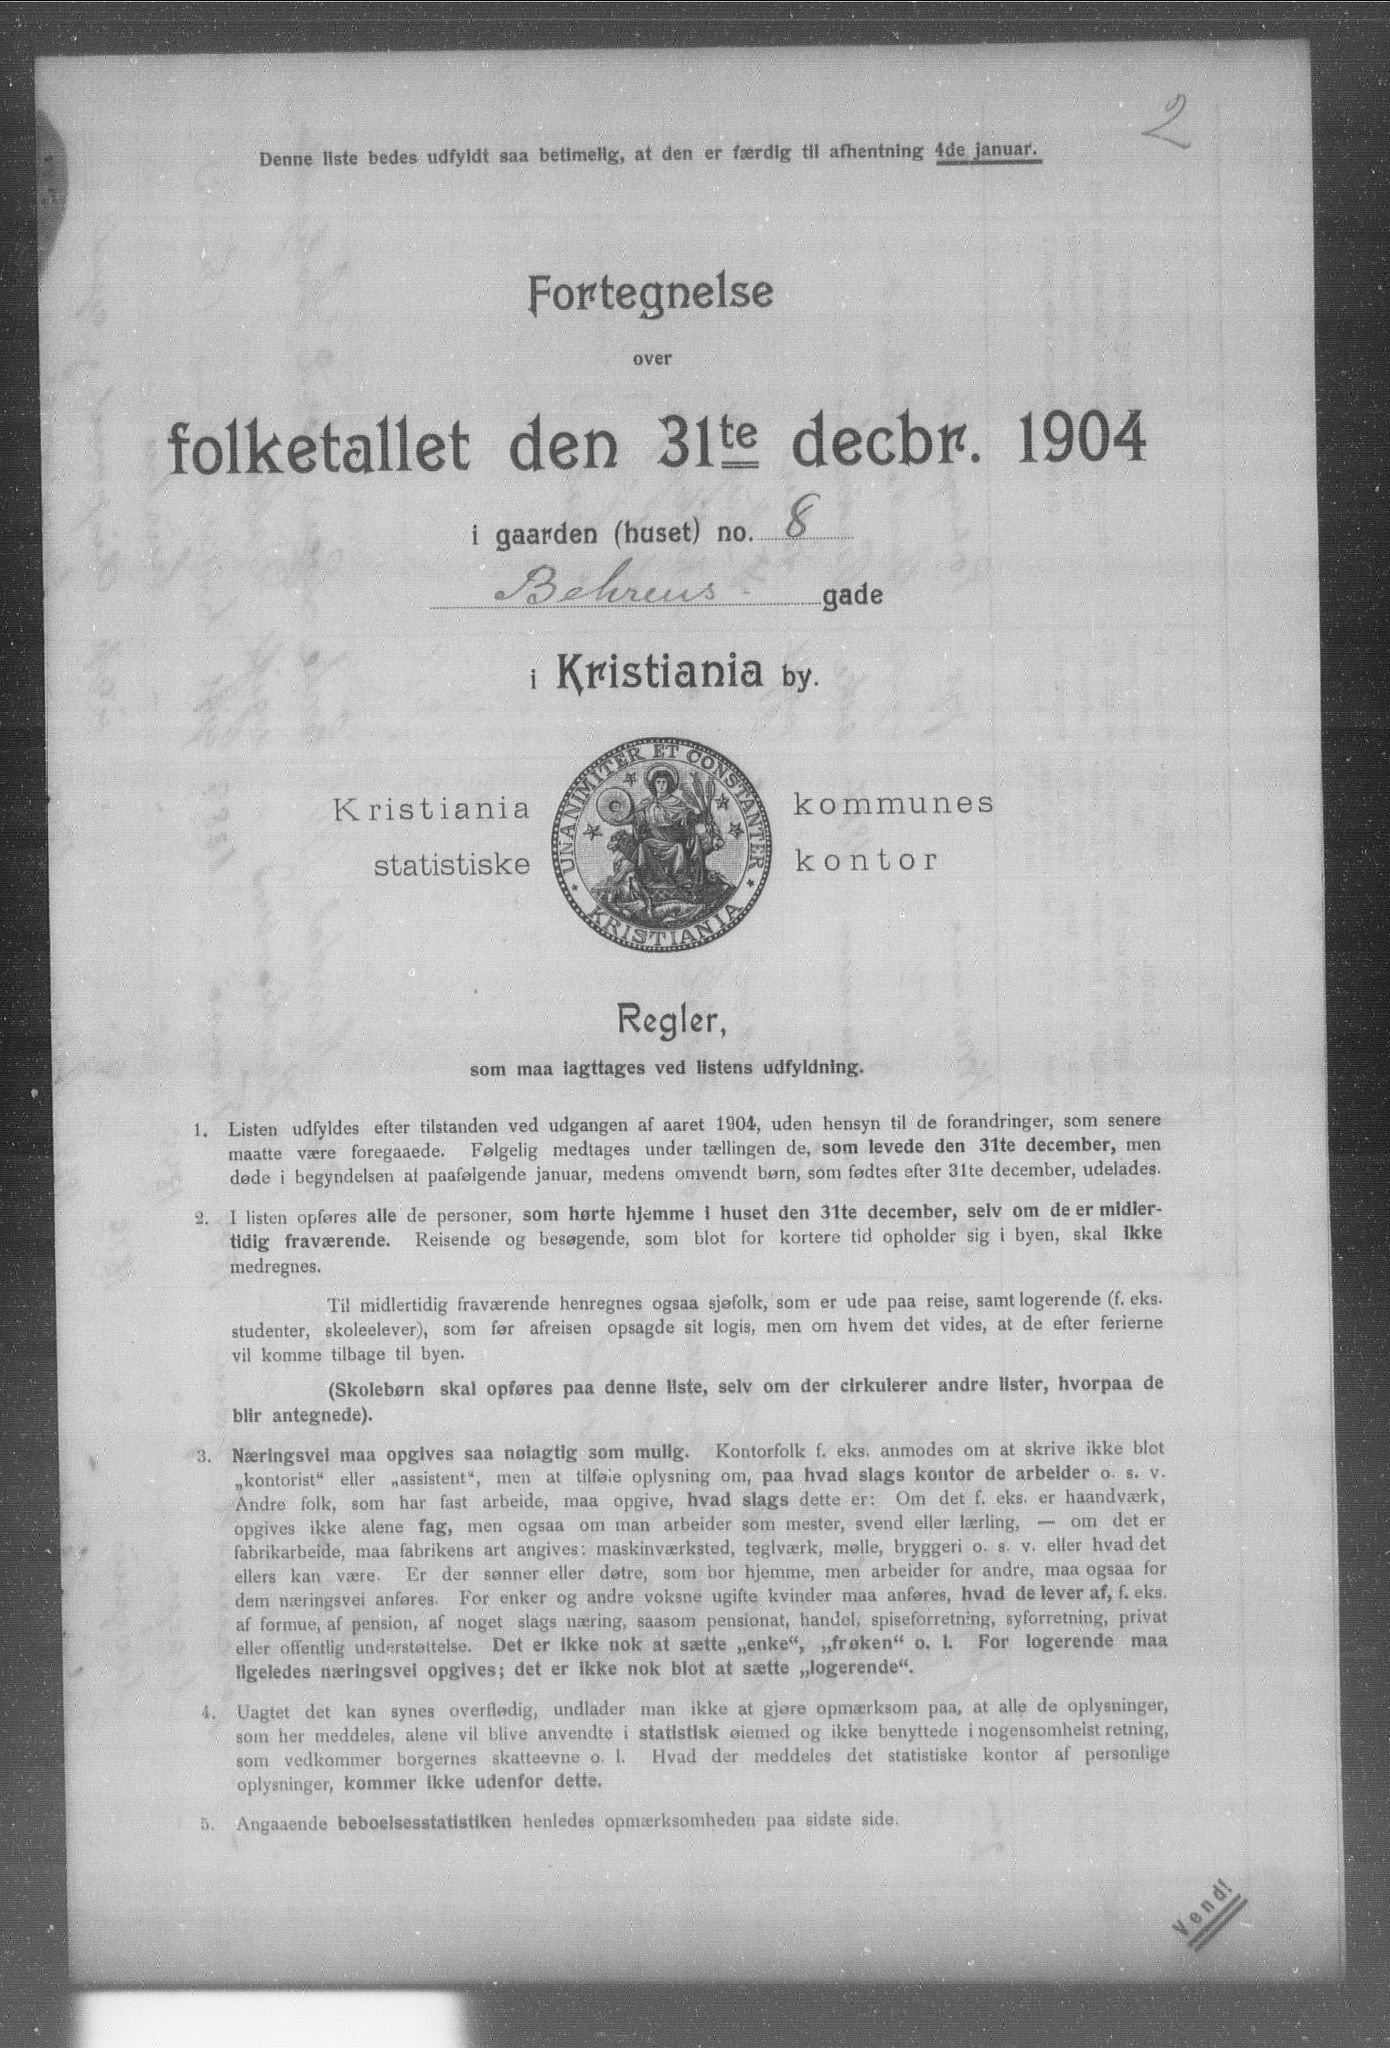 2
Denne liste bedes udfyldt saa betimelig, at den er færdig til afhentning 4de januar.
Fortegnelse
over
folketallet den 31te decbr. 1904
i gaarden (huset) no. 8
Behrens gade
i Kristiania by.
UNANIMITER ET CONSTANTER
KRISTIANIA
Kristiania kommunes
statistiske kontor
Regler,
som maa iagttages ved listens udfyldning.
1. Listen udfyldes efter tilstanden ved udgangen af aaret 1904, uden hensyn til de forandringer, som senere
maatte være foregaaede. Følgelig medtages under tællingen de, som levede den 31te december, men
døde i begyndelsen af paafølgende januar, medens omvendt børn, som fødtes efter 31te december, udelades.
2. I listen opføres alle de personer, som hørte hjemme i huset den 31te december, selv om de er midler-
tidig fraværende. Reisende og besøgende, som blot for kortere tid opholder sig i byen, skal ikke
medregnes.
Til midlertidig fraværende henregnes ogsaa sjøfolk, som er ude paa reise, samt logerende (f. eks.
studenter, skoleelever), som før afreisen opsagde sit logis, men om hvem det vides, at de efter ferierne
vil komme tilbage til byen.
(Skolebørn skal opføres paa denne liste, selv om der cirkulerer andre lister, hvorpaa de
blir antegnede).
3. Næringsvei maa opgives saa nøiagtig som mulig. Kontorfolk f. eks. anmodes om at skrive ikke blot
„kontorist“ eller „assistent“, men at tilføie oplysning om, paa hvad slags kontor de arbeider o. s. v.
Andre folk, som har fast arbeide, maa opgive, hvad slags dette er: Om det f. eks. er haandværk,
opgives ikke alene fag, men ogsaa om man arbeider som mester, svend eller lærling, — om det er
fabrikarbeide, maa fabrikens art angives: maskinværksted, teglværk, mølle, bryggeri o. s. v. eller hvad det
ellers kan være. Er der sønner eller døtre, som bor hjemme, men arbeider for andre, maa ogsaa for
dem næringsvei anføres. For enker og andre voksne ugifte kvinder maa anføres, hvad de lever af, f. eks.
af formue, af pension, af noget slags næring, saasom pensionat, handel, spiseforretning, syforretning, privat
eller offentlig understøttelse. Det er ikke nok at sætte „enke“, „frøken“ o. l. For logerende maa
ligeledes næringsvei opgives; det er ikke nok blot at sætte „logerende“.
4. Uagtet det kan synes overflødig, undlader man ikke at gjøre opmærksom paa, at alle de oplysninger,
som her meddeles, alene vil blive anvendte i statistisk øiemed og ikke benyttede i nogensomhelst retning,
som vedkommer borgernes skatteevne o. l. Hvad der meddeles det statistiske kontor af personlige
oplysninger, kommer ikke udenfor dette.
5. Angaaende beboelsesstatistiken henledes opmærksomheden paa sidste side.
Vend!